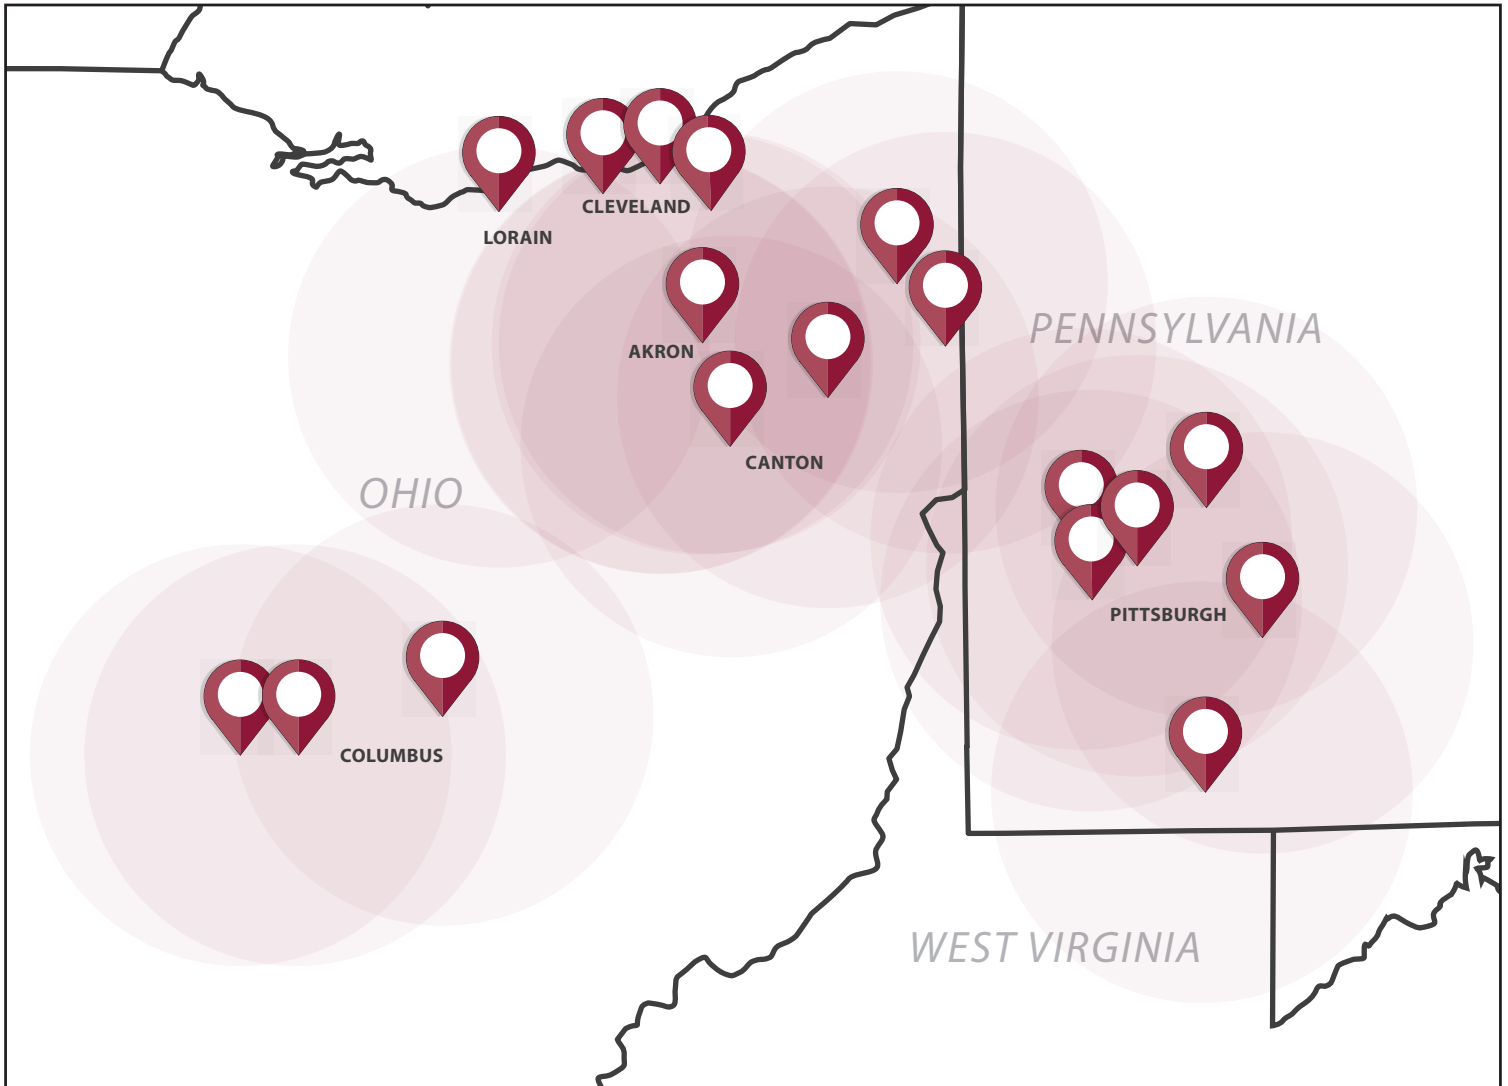 CLEVELAND
LORAIN
PENNSYLVANIA
AKRON
CANTON
OHIO
PITTSBURGH
COLUMBUS
WEST VIRGINIA